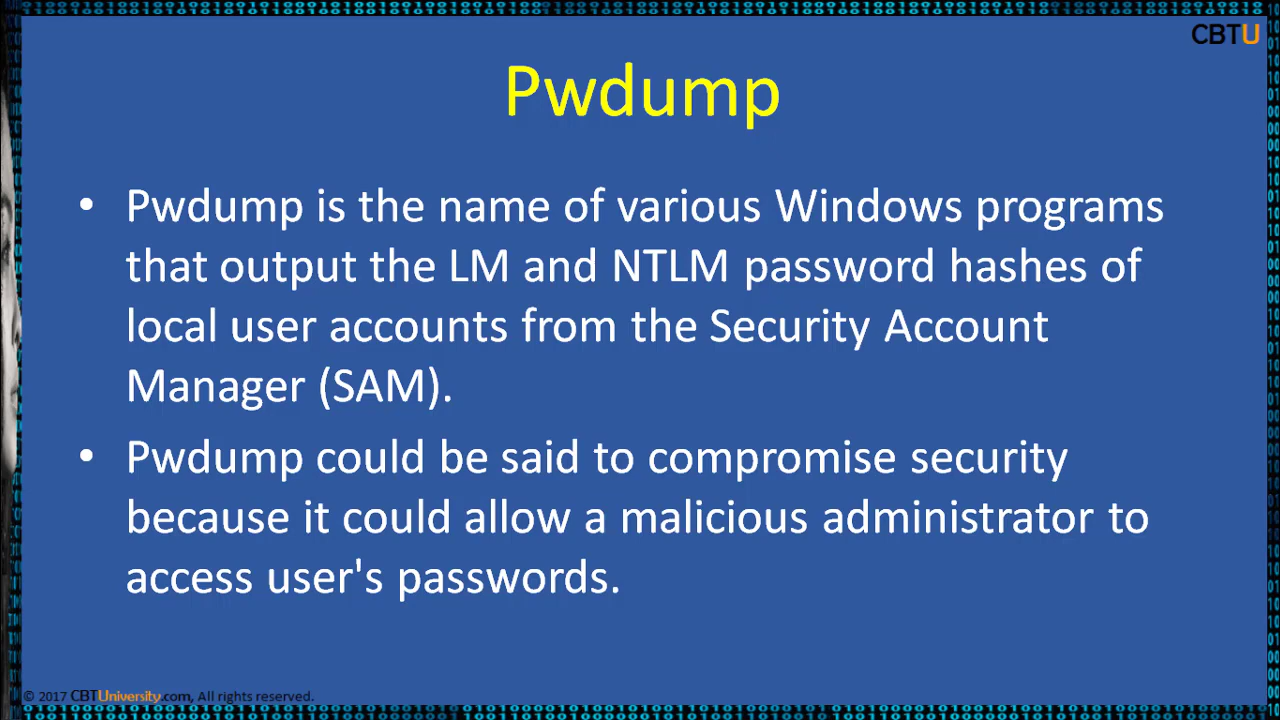 CBTU
Pwdump
• Pwdump is the name of various Windows programs
that output the LM and NTLM password hashes of
local user accounts from the Security Account
Manager (SAM).
• Pwdump could be said to compromise security
because it could allow a malicious administrator to
access user's passwords.
© 2017 CBTUniversity.com, All rights reserved.